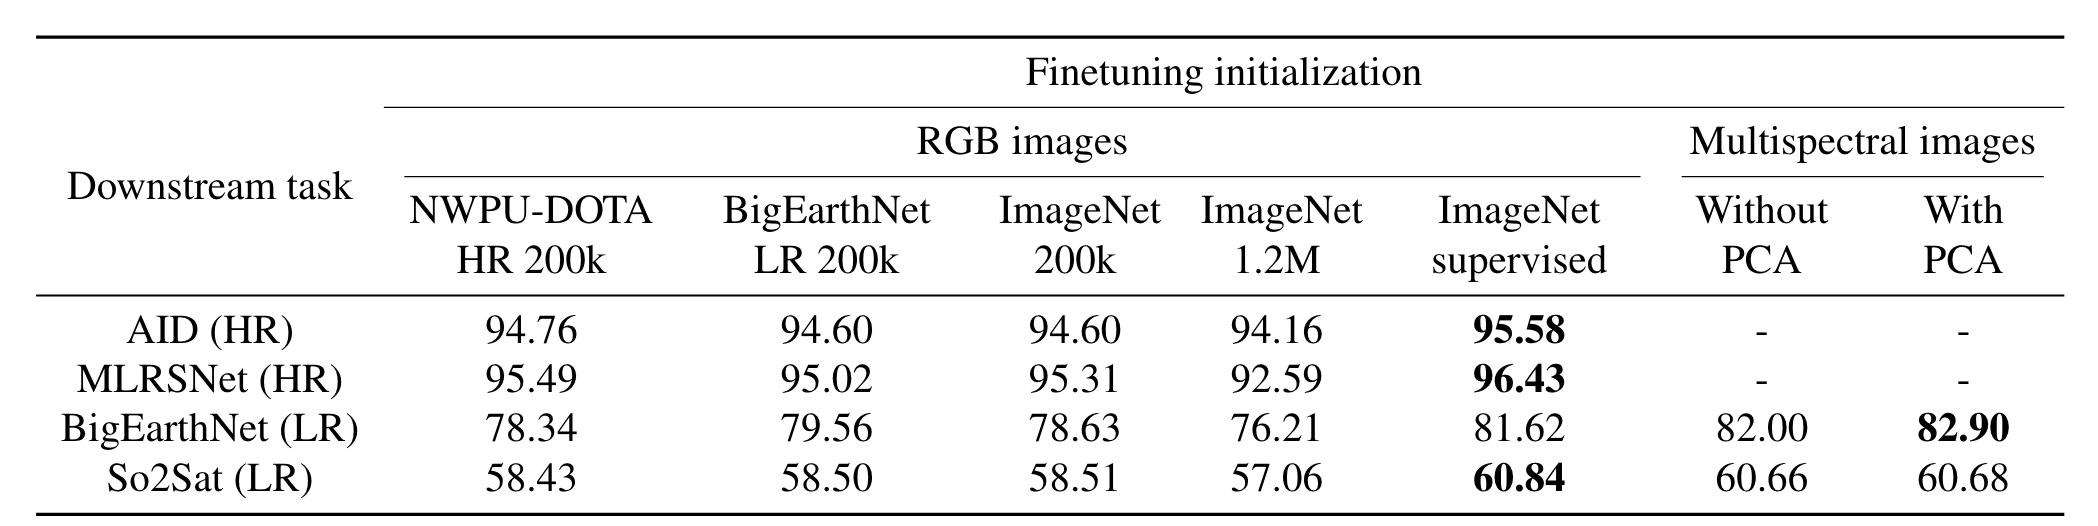 Finetuning initialization
RGB images Multispectral images
Downstream task
NWPU-DOTA BigEarthNet ImageNet ImageNet ImageNet Without With
HR 200k LR 200k 200k 1.2M supervised PCA PCA
AID (HR) 94.76 94.60 94.60 94.16 95.58 - -
MLRSNet (HR) 95.49 95.02 95.31 92.59 96.43 - -
BigEarthNet (LR) 78.34 79.56 78.63 76.21 81.62 82.00 82.90
So2Sat (LR) 58.43 58.50 58.51 57.06 60.84 60.66 60.68